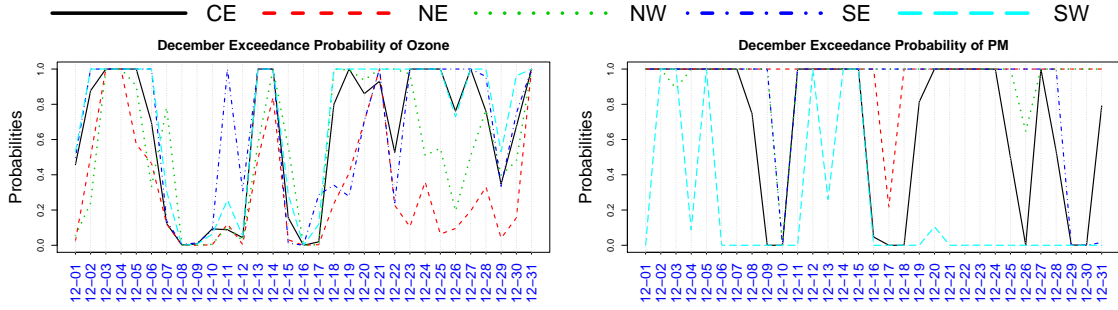 CE NE NW SE SW
December Exceedance Probability of Ozone
Probabilities
1.0
0.8
0.6
0.4
0.2
0.0
12−01 12−02 12−03 12−04 12−05 12−06 12−07 12−08 12−09 12−10 12−11 12−12 12−13 12−14 12−15 12−16 12−17 12−18 12−19 12−20 12−21 12−22 12−23 12−24 12−25 12−26 12−27 12−28 12−29 12−30 12−31
December Exceedance Probability of PM
Probabilities
1.0
0.8
0.6
0.4
0.2
0.0
12−01 12−02 12−03 12−04 12−05 12−06 12−07 12−08 12−09 12−10 12−11 12−12 12−13 12−14 12−15 12−16 12−17 12−18 12−19 12−20 12−21 12−22 12−23 12−24 12−25 12−26 12−27 12−28 12−29 12−30 12−31